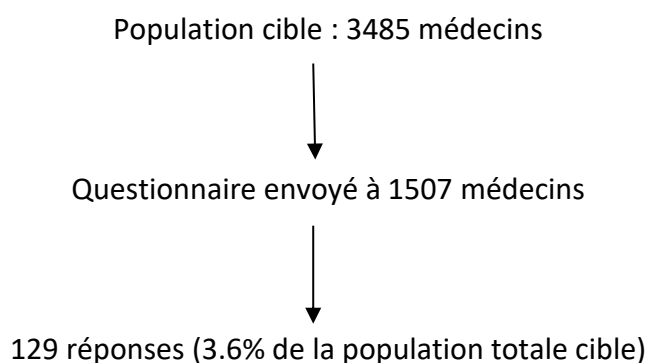 Population cible : 3485 médecins
Questionnaire envoyé à 1507 médecins
129 réponses (3.6% de la population totale cible)